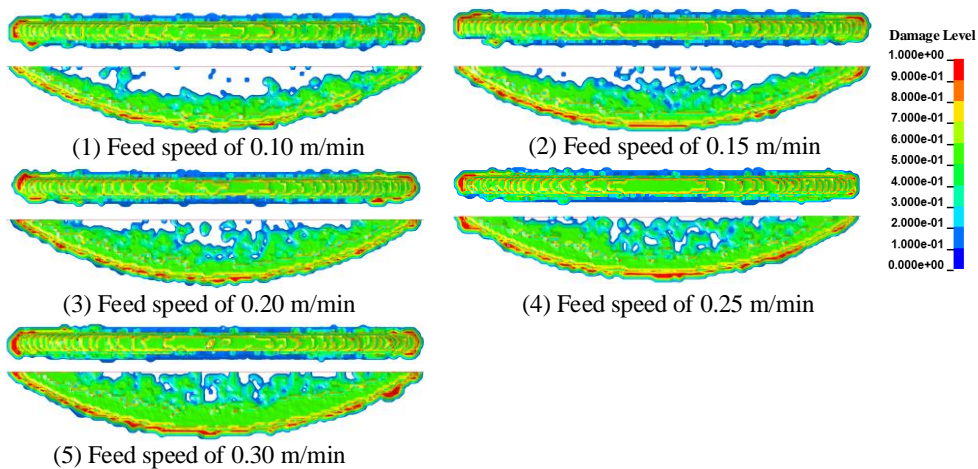 Damage Level
1.000e+00
9.000e-01
8.000e-01
7.000e-01
6.000e-01
5.000e-01
4.000e-01
3.000e-01
2.000e-01
1.000e-01
0.000e+00
(1) Feed speed of 0.10 m/min
(2) Feed speed of 0.15 m/min
(3) Feed speed of 0.20 m/min
(4) Feed speed of 0.25 m/min
(5) Feed speed of 0.30 m/min